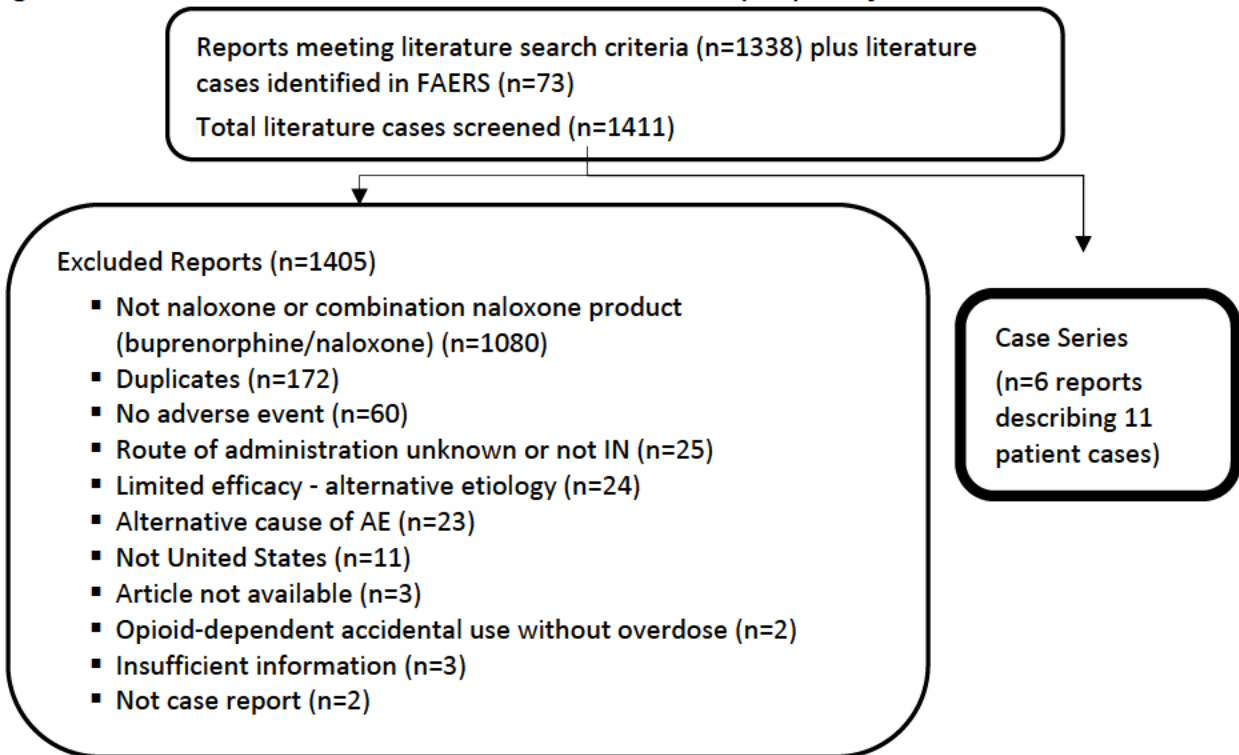 Reports meeting literature search criteria (n=1338) plus literature
cases identified in FAERS (n=73)
Total literature cases screened (n=1411)
Excluded Reports (n=1405)
▪ Not naloxone or combination naloxone product
(buprenorphine/naloxone) (n=1080)
▪ Duplicates (n=172)
▪ No adverse event (n=60)
▪ Route of administration unknown or not IN (n=25)
▪ Limited efficacy - alternative etiology (n=24)
▪ Alternative cause of AE (n=23)
▪ Not United States (n=11)
▪ Article not available (n=3)
▪ Opioid-dependent accidental use without overdose (n=2)
▪ Insufficient information (n=3)
▪ Not case report (n=2)
Case Series
(n=6 reports
describing 11
patient cases)